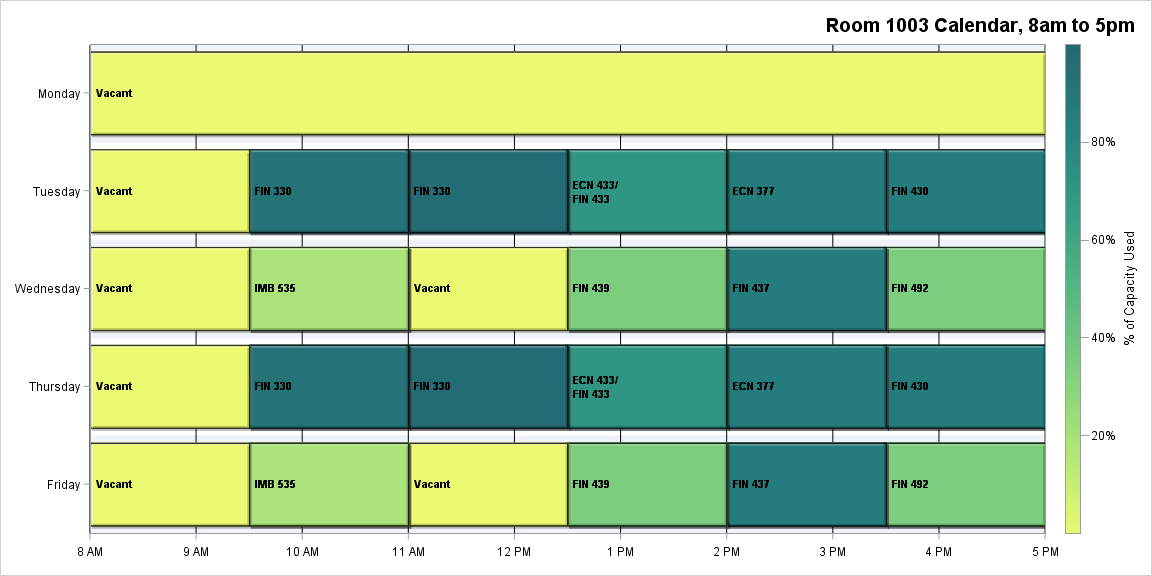 Room 1003 Calendar, 8am to 5pm
Monday
Vacant
Tuesday
Vacant
FIN 330
FIN 330
ECN 433/
FIN 433
ECN 377
FIN 430
Wednesday
Vacant
IMB 535
Vacant
FIN 439
FIN 437
FIN 492
Thursday
Vacant
FIN 330
FIN 330
ECN 433/
FIN 433
ECN 377
FIN 430
Friday
Vacant
IMB 535
Vacant
FIN 439
FIN 437
FIN 492
8 AM
9 AM
10 AM
11 AM
12 PM
1 PM
2 PM
3 PM
4 PM
5 PM
80%
60%
40%
20%
% of Capacity Used